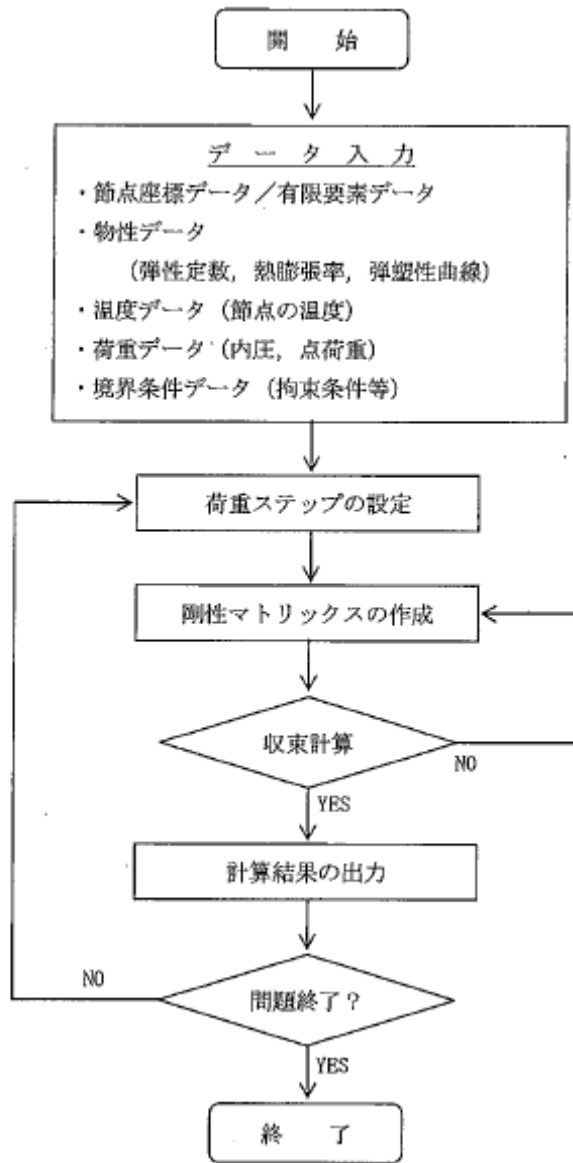 開　始
デ ー タ 入 力
・節点座標データ／有限要素データ
・物性データ
（弾性定数，熱膨張率，弾塑性曲線）
・温度データ（節点の温度）
・荷重データ（内圧，点荷重）
・境界条件データ（拘束条件等）
荷重ステップの設定
剛性マトリックスの作成
収束計算
NO
YES
計算結果の出力
NO
問題終了？
YES
終　了